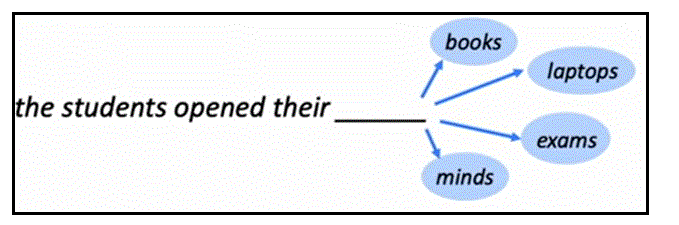 books
laptops
the students opened their ______
exams
minds